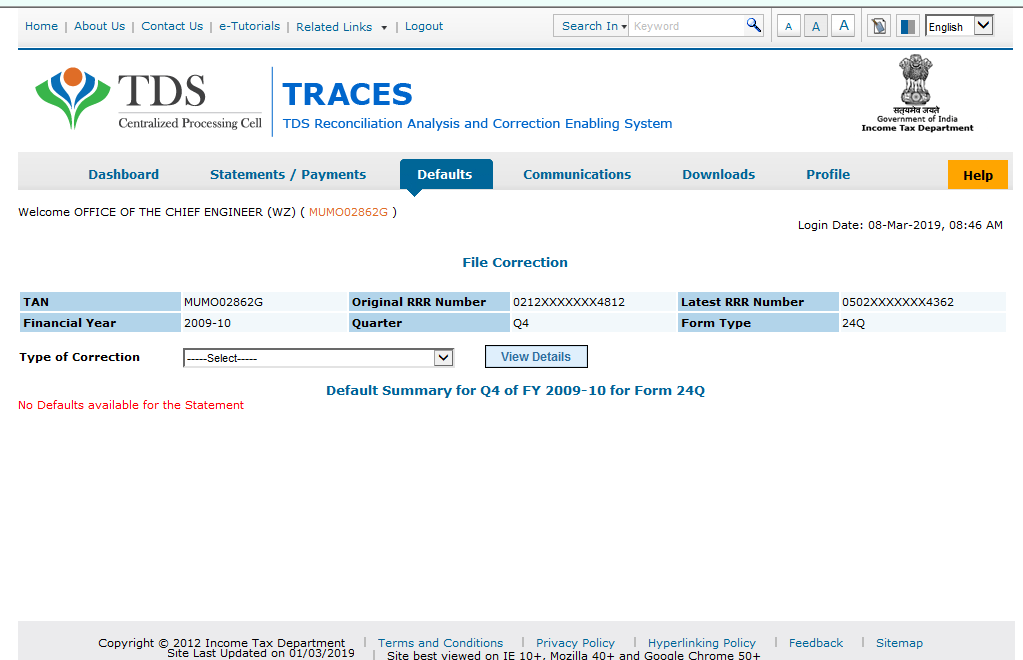 Home | About Us | Contact Us | e-Tutorials | Related Links | Logout
Search In Keyword A A A English
TDS
Centralized Processing Cell
TRACES
TDS Reconciliation Analysis and Correction Enabling System
सत्यमेव जयते
Government of India
Income Tax Department
Dashboard Statements / Payments Defaults Communications Downloads Profile Help
Welcome OFFICE OF THE CHIEF ENGINEER (WZ) ( MUMO02862G )
Login Date: 08-Mar-2019, 08:46 AM
File Correction
TAN MUMO02862G Original RRR Number 0212XXXXXXX4812 Latest RRR Number 0502XXXXXXX4362
Financial Year 2009-10 Quarter Q4 Form Type 24Q
Type of Correction -----Select----- View Details
Default Summary for Q4 of FY 2009-10 for Form 24Q
No Defaults available for the Statement
Copyright © 2012 Income Tax Department | Terms and Conditions | Privacy Policy | Hyperlinking Policy | Feedback | Sitemap
Site Last Updated on 01/03/2019 | Site best viewed on IE 10+, Mozilla 40+ and Google Chrome 50+